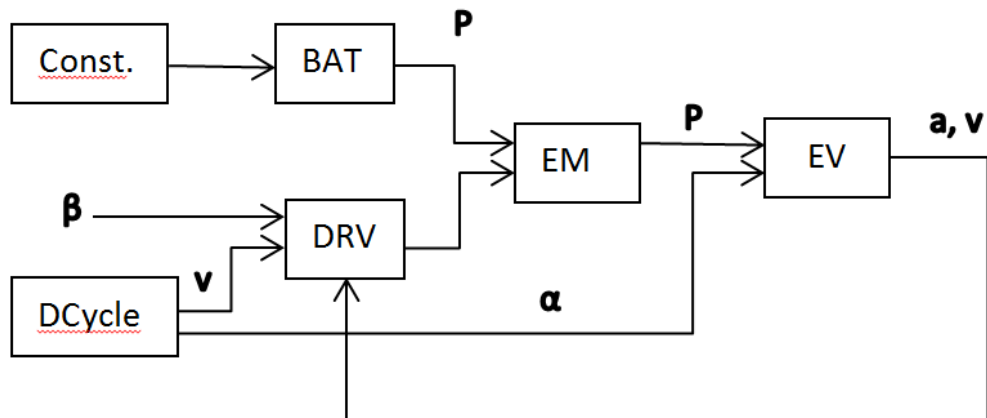 P
Const.
BAT
P
a, v
EM
EV
β
DRV
v
DCycle
α